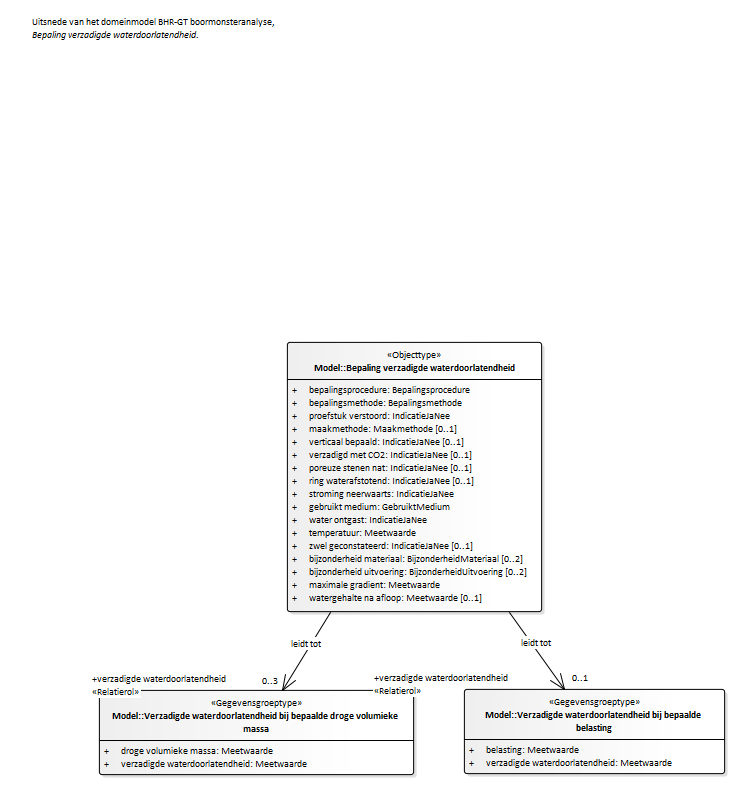 Uitsnede van het domeinmodel BHR-GT boormonsteranalyse,
Bepaling verzadigde waterdoorlatendheid.
«Objecttype»
Model::Bepaling verzadigde waterdoorlatendheid
+ bepalingsprocedure: Bepalingsprocedure
+ bepalingsmethode: Bepalingsmethode
+ proefstuk verstoord: IndicatieJaNee
+ maakmethode: Maakmethode [0..1]
+ verticaal bepaald: IndicatieJaNee [0..1]
+ verzadigd met CO2: IndicatieJaNee [0..1]
+ poreuze stenen nat: IndicatieJaNee [0..1]
+ ring waterafstotend: IndicatieJaNee [0..1]
+ stroming neerwaarts: IndicatieJaNee
+ gebruikt medium: GebruiktMedium
+ water ontgast: IndicatieJaNee
+ temperatuur: Meetwaarde
+ zwel geconstateerd: IndicatieJaNee [0..1]
+ bijzonderheid materiaal: BijzonderheidMateriaal [0..2]
+ bijzonderheid uitvoering: BijzonderheidUitvoering [0..2]
+ maximale gradient: Meetwaarde
+ watergehalte na afloop: Meetwaarde [0..1]
leidt tot
leidt tot
+verzadigde waterdoorlatendheid
0..3
«Relatierol»
+verzadigde waterdoorlatendheid
0..1
«Relatierol»
«Gegevensgroeptype»
Model::Verzadigde waterdoorlatendheid bij bepaalde droge volumieke
massa
+ droge volumieke massa: Meetwaarde
+ verzadigde waterdoorlatendheid: Meetwaarde
«Gegevensgroeptype»
Model::Verzadigde waterdoorlatendheid bij bepaalde
belasting
+ belasting: Meetwaarde
+ verzadigde waterdoorlatendheid: Meetwaarde